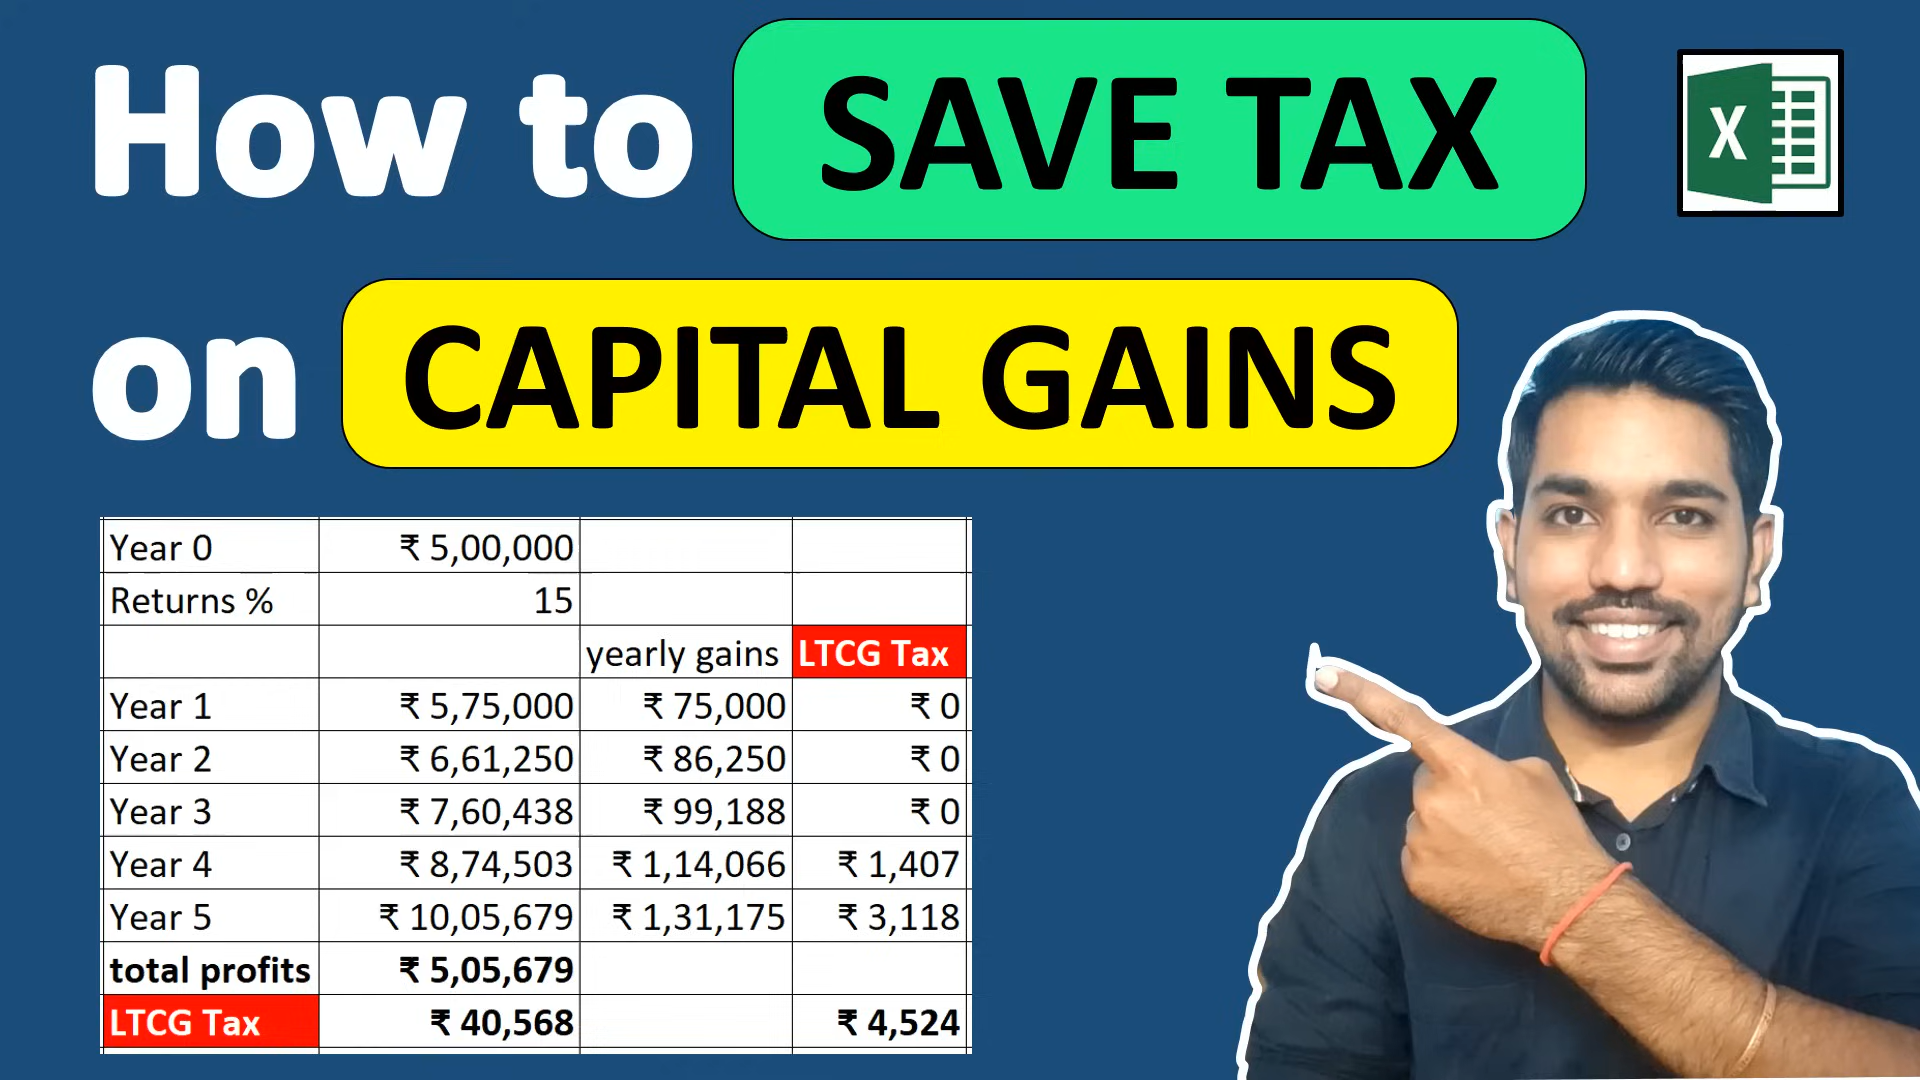 How to SAVE TAX
X
on CAPITAL GAINS
Year 0 ₹ 5,00,000
Returns % 15
yearly gains LTCG Tax
Year 1 ₹ 5,75,000 ₹ 75,000 ₹ 0
Year 2 ₹ 6,61,250 ₹ 86,250 ₹ 0
Year 3 ₹ 7,60,438 ₹ 99,188 ₹ 0
Year 4 ₹ 8,74,503 ₹ 1,14,066 ₹ 1,407
Year 5 ₹ 10,05,679 ₹ 1,31,175 ₹ 3,118
total profits ₹ 5,05,679
LTCG Tax ₹ 40,568 ₹ 4,524